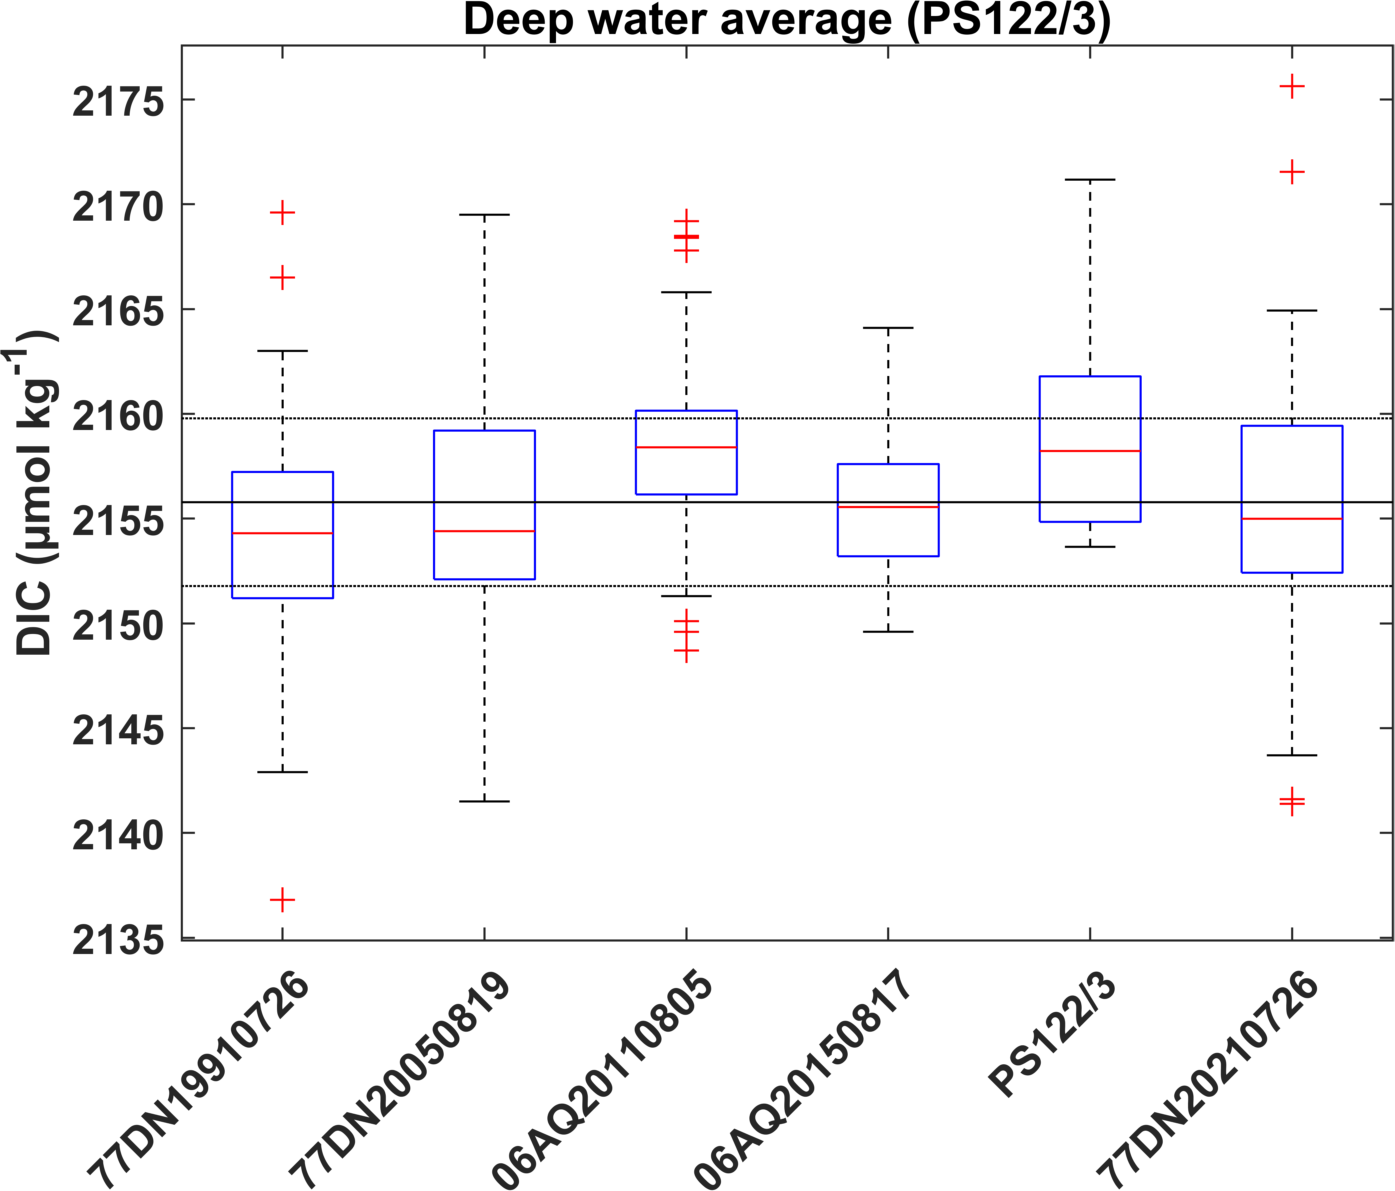 Deep water average (PS122/3)
DIC (µmol kg-1)
2175
2170
2165
2160
2155
2150
2145
2140
2135
77DN19910726
77DN20050819
06AQ20110805
06AQ20150817
PS122/3
77DN20210726